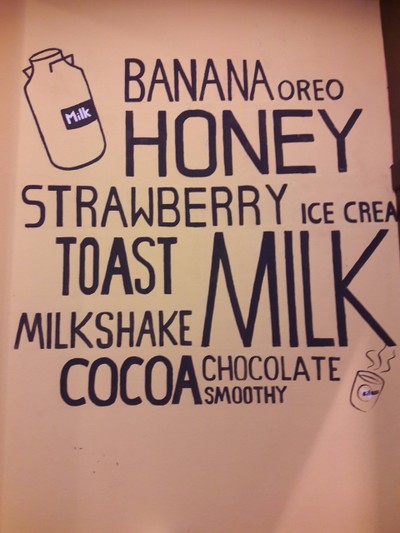 Milk
BANANA OREO
HONEY
STRAWBERRY ICE CREA
TOAST MILK
MILKSHAKE
COCOA CHOCOLATE
SMOOTHY